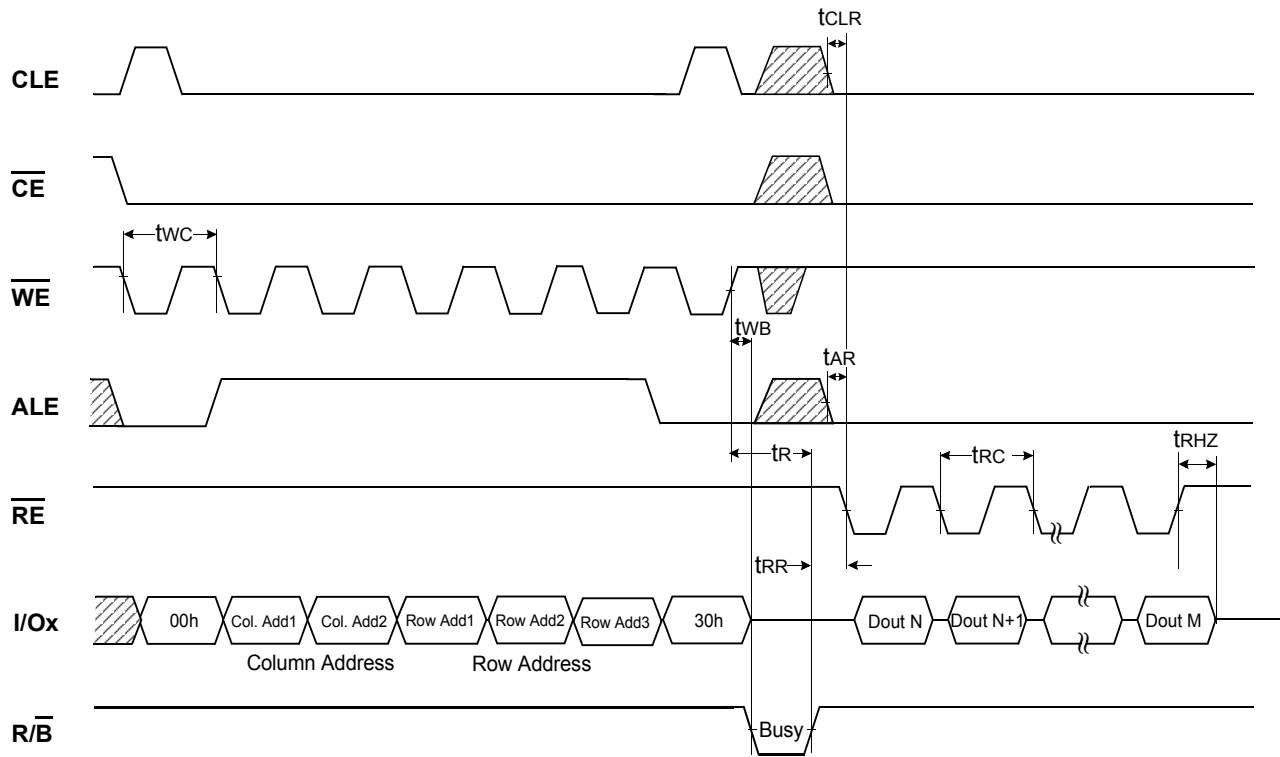 tCLR
CLE
CE
tWC
WE
tWB
tAR
ALE
tR
tRC
tRHZ
RE
tRR
I/Ox
00h
Col. Add1
Col. Add2
Row Add1
Row Add2
Row Add3
30h
Dout N
Dout N+1
Dout M
Column Address
Row Address
R/B
Busy